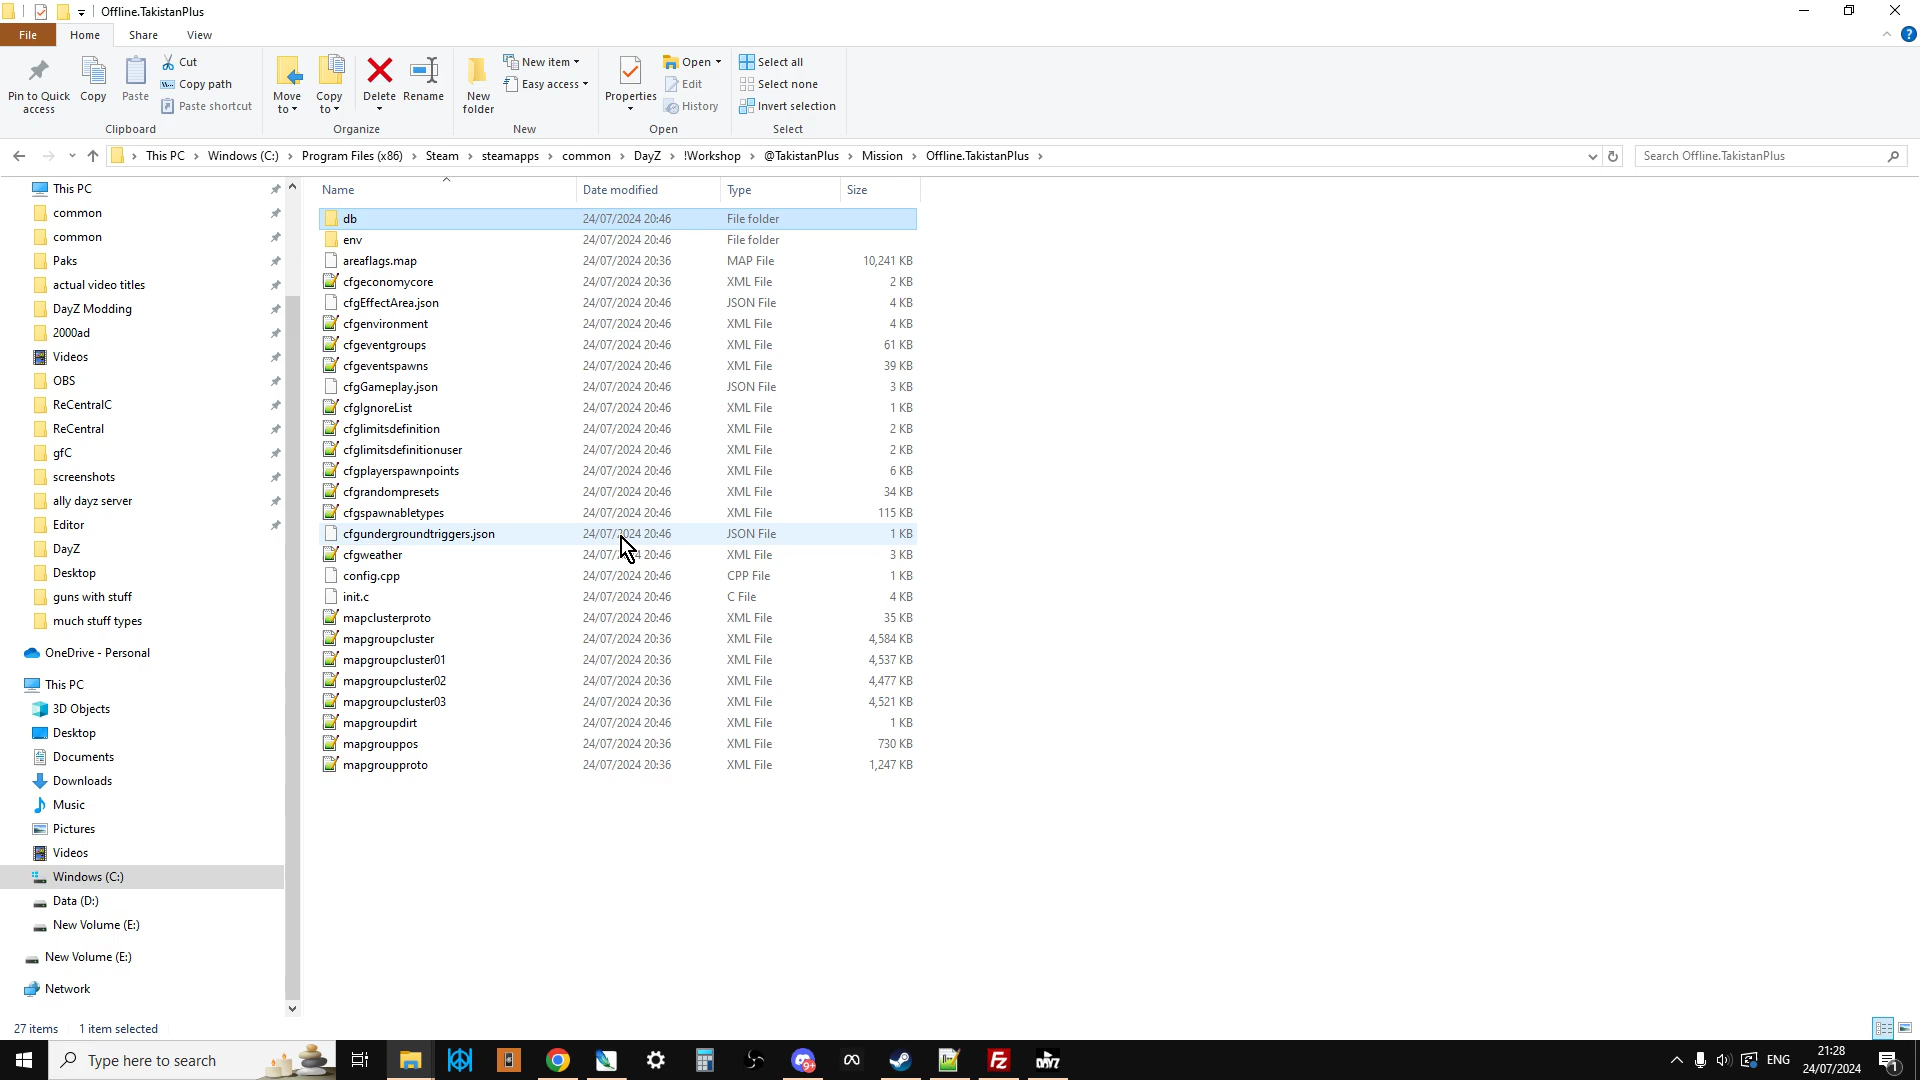 Offline.TakistanPlus
File Home Share View
Pin to Quick access
Copy
Paste
Cut
Copy path
Paste shortcut
Clipboard
Move to
Copy to
Delete
Rename
Organize
New folder
New item
Easy access
New
Properties
Open
Edit
History
Open
Select all
Select none
Invert selection
Select
This PC > Windows (C:) > Program Files (x86) > Steam > steamapps > common > DayZ > !Workshop > @TakistanPlus > Mission > Offline.TakistanPlus >
Search Offline.TakistanPlus
This PC
common
common
Paks
actual video titles
DayZ Modding
2000ad
Videos
OBS
ReCentralC
ReCentral
gfC
screenshots
ally dayz server
Editor
DayZ
Desktop
guns with stuff
much stuff types
OneDrive - Personal
This PC
3D Objects
Desktop
Documents
Downloads
Music
Pictures
Videos
Windows (C:)
Data (D:)
New Volume (E:)
New Volume (E:)
Network
Name Date modified Type Size
db 24/07/2024 20:46 File folder
env 24/07/2024 20:46 File folder
areaflags.map 24/07/2024 20:36 MAP File 10,241 KB
cfgeconomycore 24/07/2024 20:36 XML File 2 KB
cfgEffectArea.json 24/07/2024 20:46 JSON File 4 KB
cfgenvironment 24/07/2024 20:46 XML File 4 KB
cfgeventgroups 24/07/2024 20:46 XML File 61 KB
cfgeventspawns 24/07/2024 20:46 XML File 39 KB
cfgGameplay.json 24/07/2024 20:46 JSON File 3 KB
cfgIgnoreList 24/07/2024 20:46 XML File 1 KB
cfglimitsdefinition 24/07/2024 20:46 XML File 2 KB
cfglimitsdefinitionuser 24/07/2024 20:46 XML File 2 KB
cfgplayerspawnpoints 24/07/2024 20:46 XML File 6 KB
cfgrandompresets 24/07/2024 20:46 XML File 34 KB
cfgspawnabletypes 24/07/2024 20:46 XML File 115 KB
cfgundergroundtriggers.json 24/07/2024 20:46 JSON File 1 KB
cfgweather 24/07/2024 20:46 XML File 3 KB
config.cpp 24/07/2024 20:46 CPP File 1 KB
init.c 24/07/2024 20:46 C File 4 KB
mapclusterproto 24/07/2024 20:46 XML File 35 KB
mapgroupcluster 24/07/2024 20:36 XML File 4,584 KB
mapgroupcluster01 24/07/2024 20:36 XML File 4,537 KB
mapgroupcluster02 24/07/2024 20:36 XML File 4,477 KB
mapgroupcluster03 24/07/2024 20:36 XML File 4,521 KB
mapgroupdirt 24/07/2024 20:46 XML File 1 KB
mapgrouppos 24/07/2024 20:36 XML File 730 KB
mapgroupproto 24/07/2024 20:36 XML File 1,247 KB
27 items 1 item selected
Type here to search
9+
FZ
DAYZ
ENG
21:28
24/07/2024
1